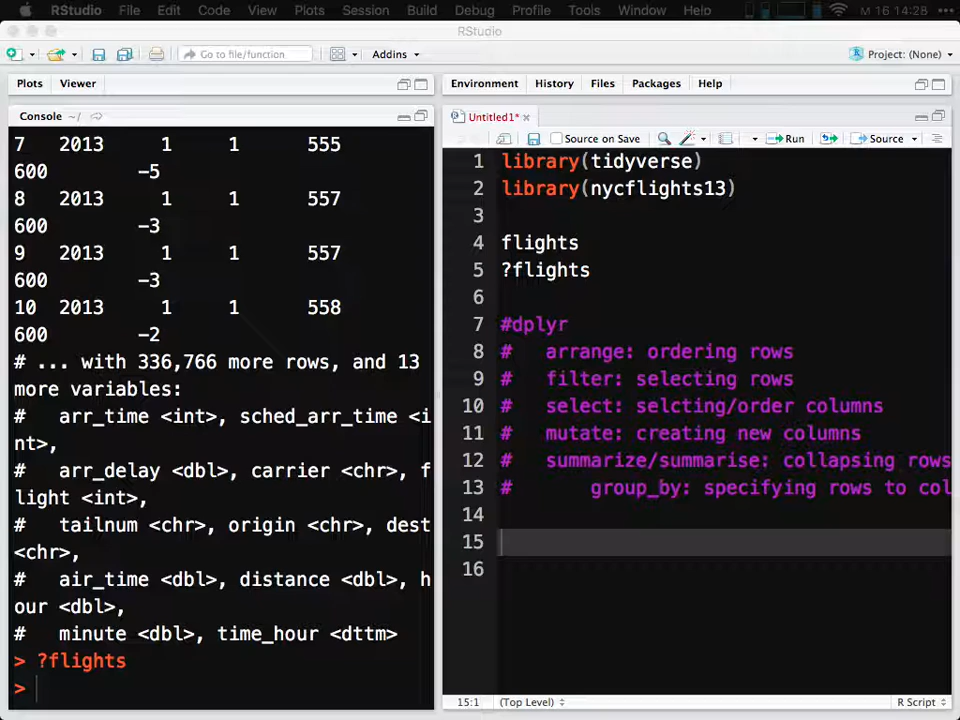 RStudio File Edit Code View Plots Session Build Debug Profile Tools Window Help м 16 14:28
RStudio
Go to file/function Addins Project: (None)
Plots Viewer
Environment History Files Packages Help
Console ~/
7 2013 1 1 555
600 -5
8 2013 1 1 557
600 -3
9 2013 1 1 557
600 -3
10 2013 1 1 558
600 -2
# ... with 336,766 more rows, and 13
more variables:
# arr_time <int>, sched_arr_time <i
nt>,
# arr_delay <dbl>, carrier <chr>, f
light <int>,
# tailnum <chr>, origin <chr>, dest
<chr>,
# air_time <dbl>, distance <dbl>, h
our <dbl>,
# minute <dbl>, time_hour <dttm>
> ?flights
>
Untitled1*
Source on Save Run Source
1 library(tidyverse)
2 library(nycflights13)
3
4 flights
5 ?flights
6
7 #dplyr
8 # arrange: ordering rows
9 # filter: selecting rows
10 # select: selcting/order columns
11 # mutate: creating new columns
12 # summarize/summarise: collapsing rows
13 # group_by: specifying rows to col
14
15
16
15:1 (Top Level) R Script